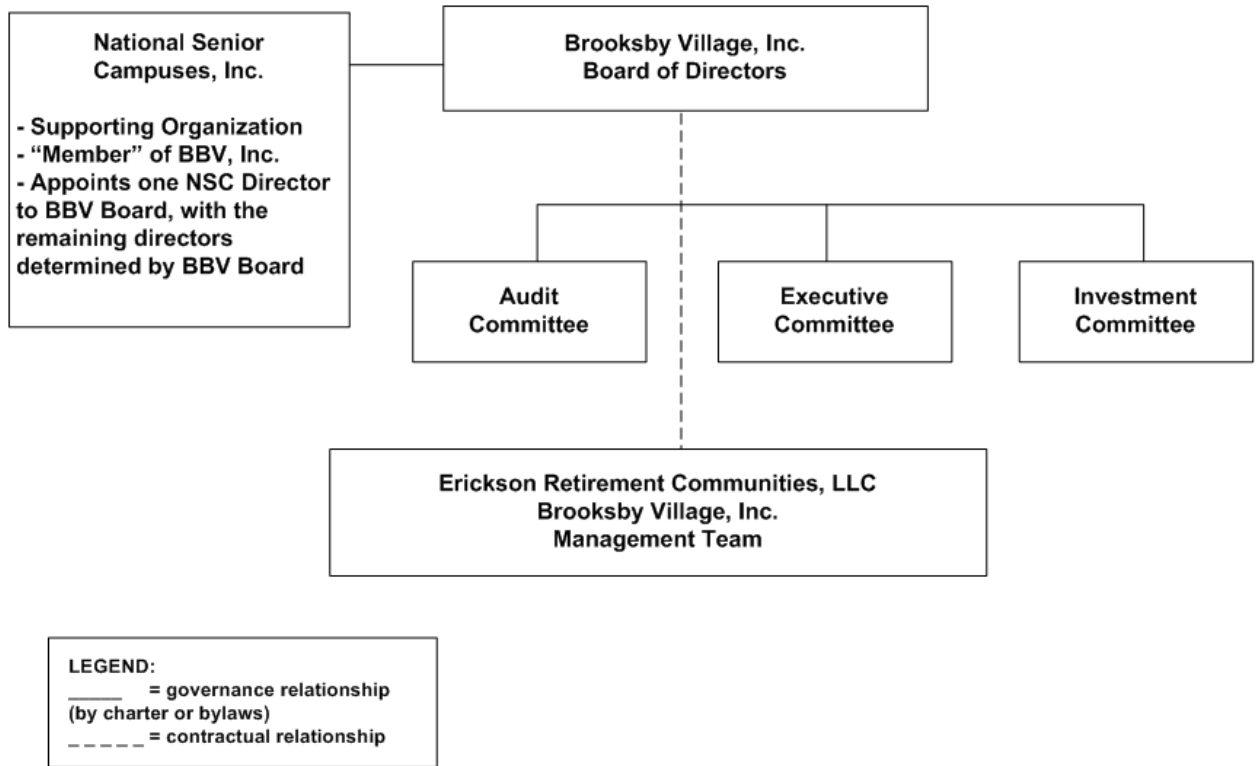 National Senior
Campuses, Inc.
- Supporting Organization
- “Member” of BBV, Inc.
- Appoints one NSC Director
to BBV Board, with the
remaining directors
determined by BBV Board
Brooksby Village, Inc.
Board of Directors
Audit
Committee
Executive
Committee
Investment
Committee
Erickson Retirement Communities, LLC
Brooksby Village, Inc.
Management Team
LEGEND:
_____ = governance relationship
(by charter or bylaws)
_ _ _ _ _ = contractual relationship